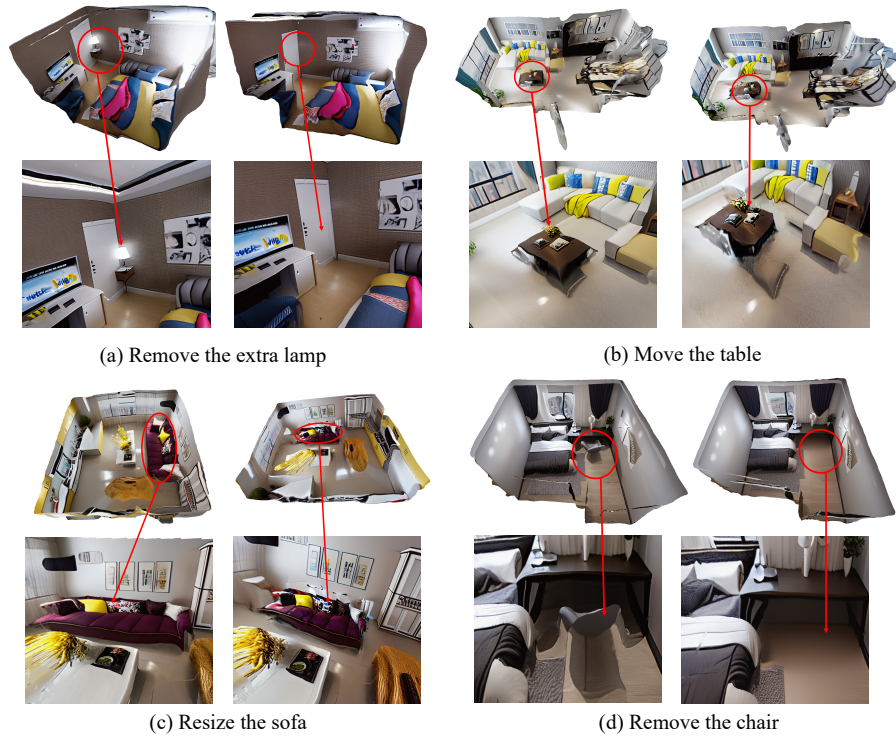 (a) Remove the extra lamp
(b) Move the table
(c) Resize the sofa
(d) Remove the chair